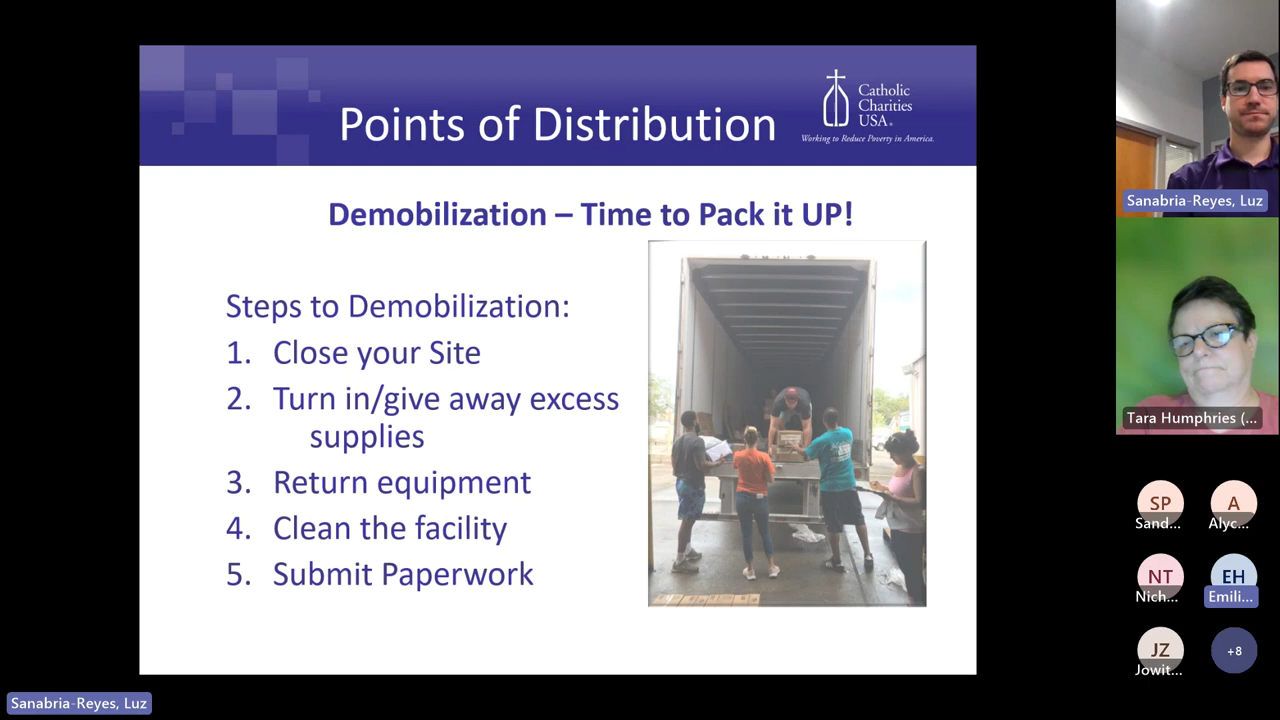 Points of Distribution
Catholic
Charities
USA®
Working to Reduce Poverty in America.
Demobilization – Time to Pack it UP!
Steps to Demobilization:
1. Close your Site
2. Turn in/give away excess
supplies
3. Return equipment
4. Clean the facility
5. Submit Paperwork
Sanabria-Reyes, Luz
Sanabria-Reyes, Luz
Tara Humphries (...
SP
Sand...
A
Alyc...
NT
Nich...
EH
Emili...
JZ
Jowit...
+8